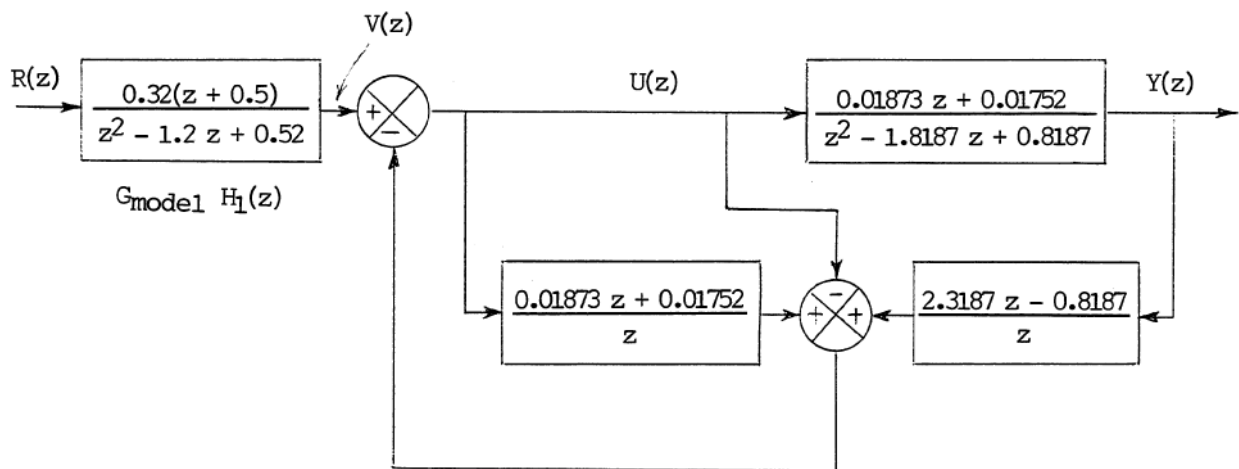 R(z)
0.32(z + 0.5)
z² - 1.2 z + 0.52
G_model H_1(z)
V(z)
+
-
U(z)
0.01873 z + 0.01752
z² - 1.8187 z + 0.8187
Y(z)
0.01873 z + 0.01752
z
-
+ +
2.3187 z - 0.8187
z